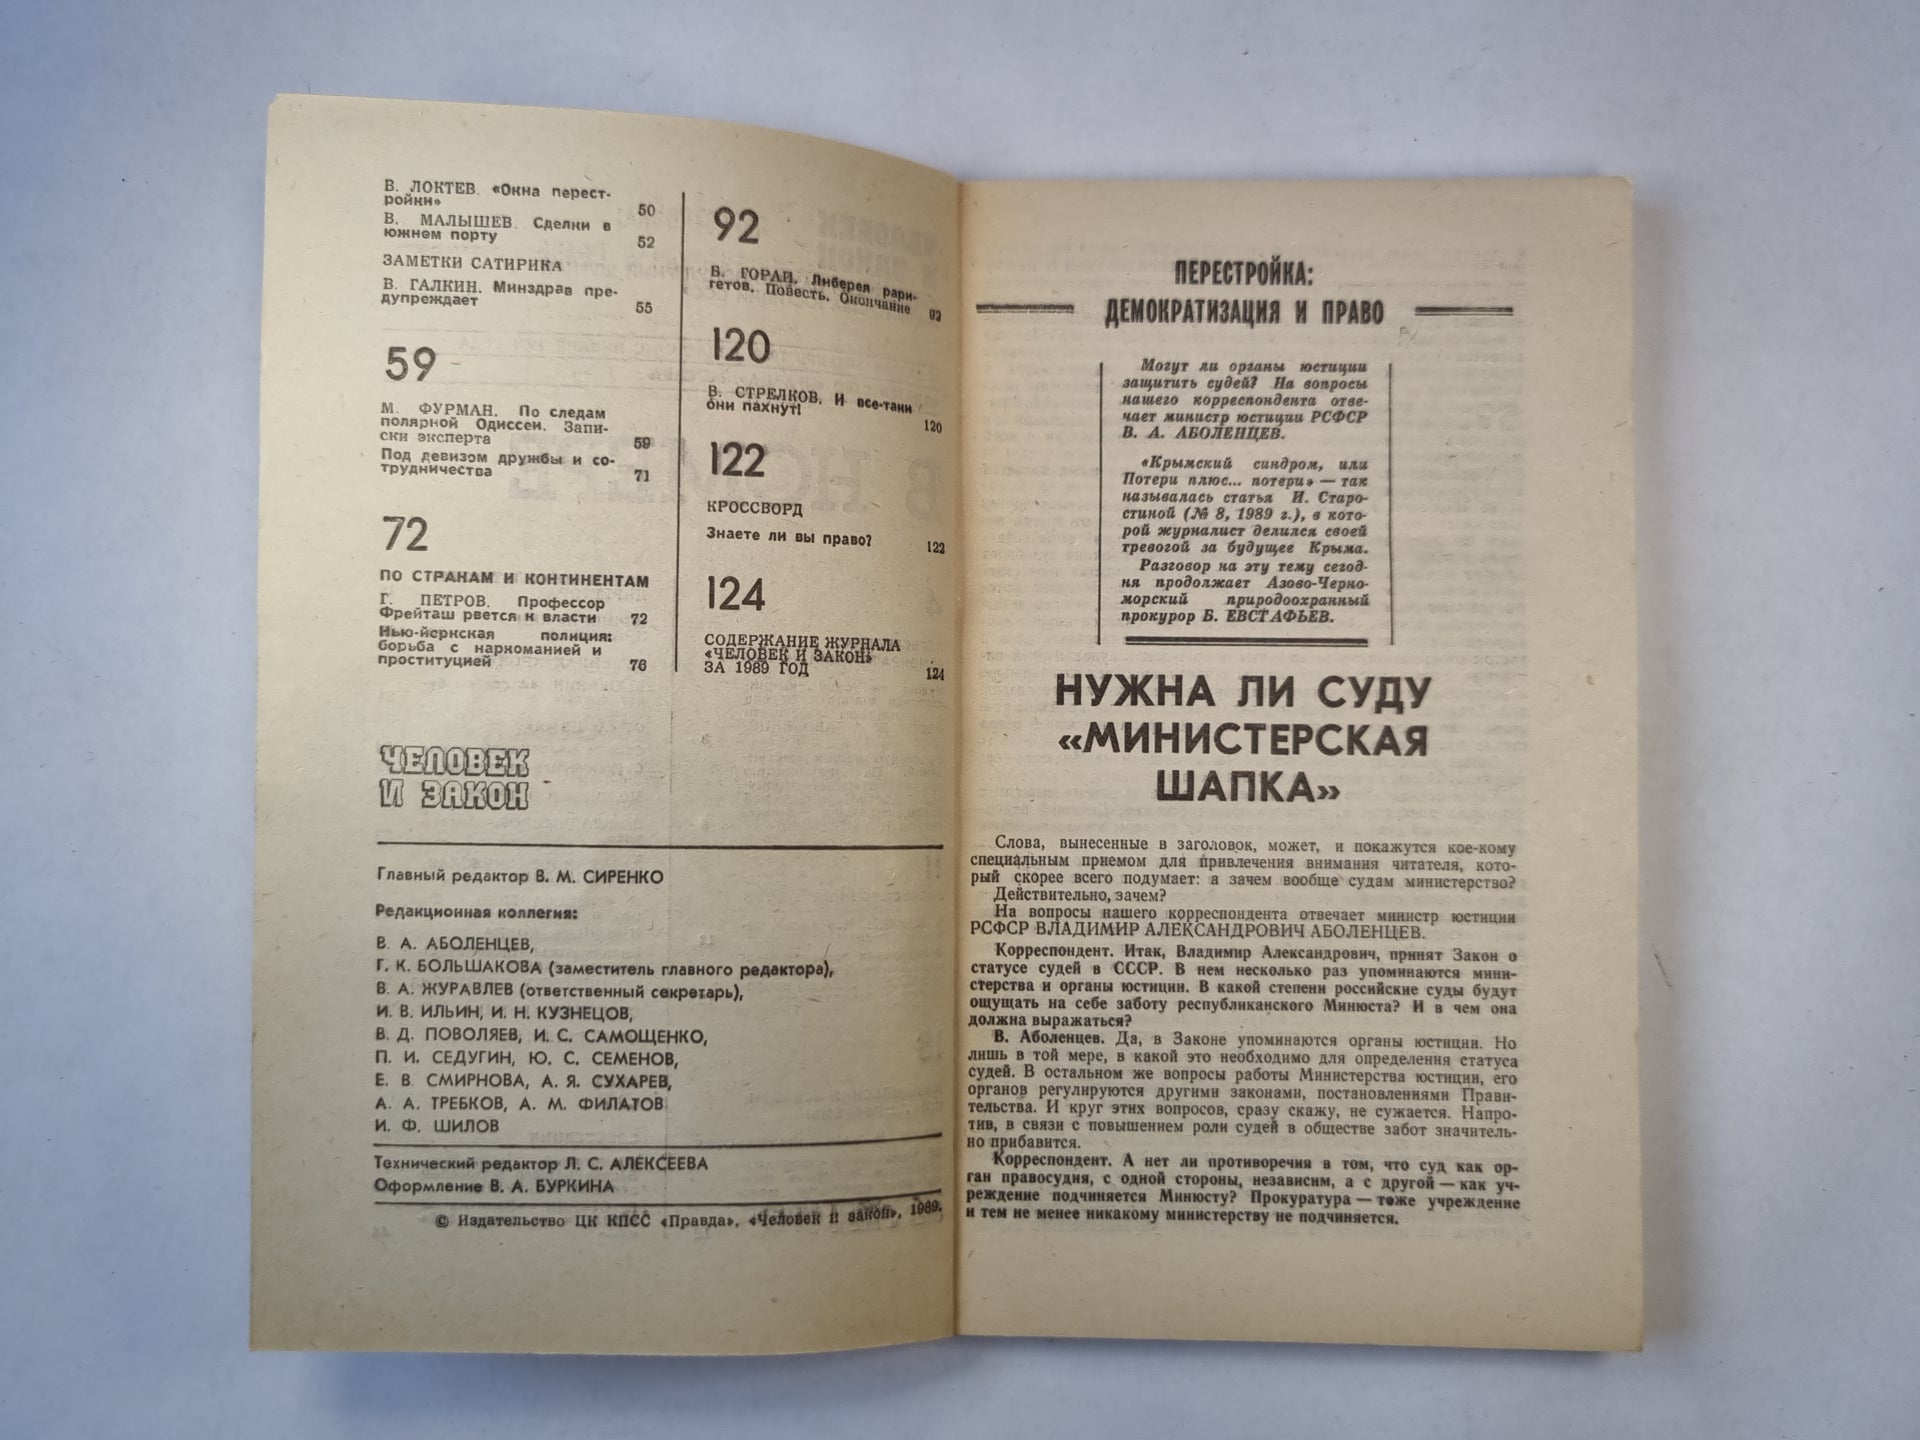 В. ЛОКТЕВ. «Окна перест-
ройки» 50
В. МАЛЫШЕВ. Сделки в
южном порту 52
ЗАМЕТКИ САТИРИКА
В. ГАЛКИН. Минздрав пре-
дупреждает 55
59
М. ФУРМАН. По следам
полярной Одиссеи. Запи-
ски эксперта 59
Под девизом дружбы и со-
трудничества 71
72
ПО СТРАНАМ И КОНТИНЕНТАМ
Г. ПЕТРОВ. Профессор
Фрейташ рвется к власти 72
Нью-йоркская полиция:
борьба с наркоманией и
проституцией 76
92
В. ГОРАЙ. Либерея рари-
тетов. Повесть. Окончание 92
120
В. СТРЕЛКОВ. И все-таки
они пахнут! 120
122
КРОССВОРД
Знаете ли вы право? 122
124
СОДЕРЖАНИЕ ЖУРНАЛА
«ЧЕЛОВЕК И ЗАКОН»
ЗА 1989 ГОД 124
ЧЕЛОВЕК
И ЗАКОН
Главный редактор В. М. СИРЕНКО
Редакционная коллегия:
В. А. АБОЛЕНЦЕВ,
Г. К. БОЛЬШАКОВА (заместитель главного редактора),
В. А. ЖУРАВЛЕВ (ответственный секретарь),
И. В. ИЛЬИН, И. Н. КУЗНЕЦОВ,
В. Д. ПОВОЛЯЕВ, И. С. САМОЩЕНКО,
П. И. СЕДУГИН, Ю. С. СЕМЕНОВ,
Е. В. СМИРНОВА, А. Я. СУХАРЕВ,
А. А. ТРЕБКОВ, А. М. ФИЛАТОВ
И. Ф. ШИЛОВ
Технический редактор Л. С. АЛЕКСЕЕВА
Оформление В. А. БУРКИНА
© Издательство ЦК КПСС «Правда», «Человек и закон», 1989.
ПЕРЕСТРОЙКА:
ДЕМОКРАТИЗАЦИЯ И ПРАВО
Могут ли органы юстиции
защитить судей? На вопросы
нашего корреспондента отве-
чает министр юстиции РСФСР
В. А. АБОЛЕНЦЕВ.
«Крымский синдром, или
Потери плюс... потери» — так
называлась статья И. Старо-
стиной (№ 8, 1989 г.), в кото-
рой журналист делился своей
тревогой за будущее Крыма.
Разговор на эту тему сегод-
ня продолжает Азово-Черно-
морский природоохранный
прокурор Б. ЕВСТАФЬЕВ.
НУЖНА ЛИ СУДУ
«МИНИСТЕРСКАЯ
ШАПКА»
Слова, вынесенные в заголовок, может, и покажутся кое-кому
специальным приемом для привлечения внимания читателя, кото-
рый скорее всего подумает: а зачем вообще судам министерство?
Действительно, зачем?
На вопросы нашего корреспондента отвечает министр юстиции
РСФСР ВЛАДИМИР АЛЕКСАНДРОВИЧ АБОЛЕНЦЕВ.
Корреспондент. Итак, Владимир Александрович, принят Закон о
статусе судей в СССР. В нем несколько раз упоминаются мини-
стерства и органы юстиции. В какой степени российские суды будут
ощущать на себе заботу республиканского Минюста? И в чем она
должна выражаться?
В. Аболенцев. Да, в Законе упоминаются органы юстиции. Но
лишь в той мере, в какой это необходимо для определения статуса
судей. В остальном же вопросы работы Министерства юстиции, его
органов регулируются другими законами, постановлениями Прави-
тельства. И круг этих вопросов, сразу скажу, не сужается. Напро-
тив, в связи с повышением роли судей в обществе забот значитель-
но прибавится.
Корреспондент. А нет ли противоречия в том, что суд как ор-
ган правосудия, с одной стороны, независим, а с другой — как уч-
реждение подчиняется Минюсту? Прокуратура — тоже учреждение
и тем не менее никакому министерству не подчиняется.